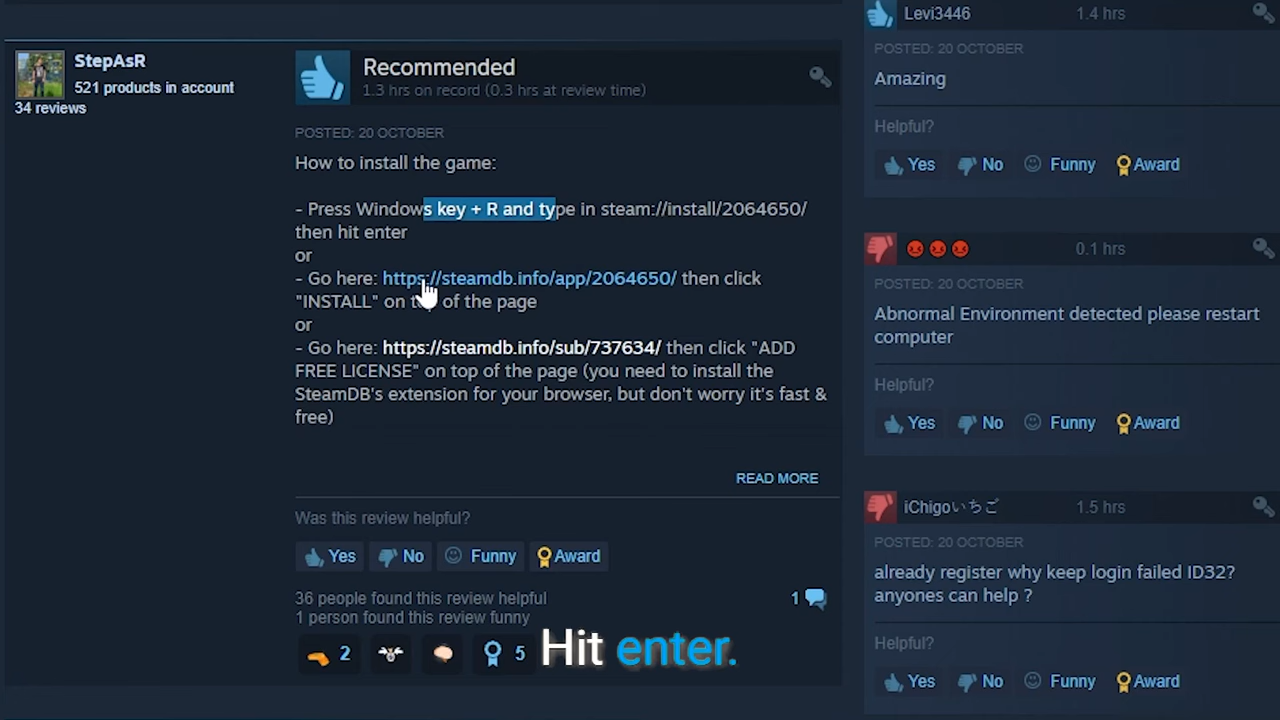 StepAsR
521 products in account
34 reviews
Recommended
1.3 hrs on record (0.3 hrs at review time)
POSTED: 20 OCTOBER
How to install the game:
- Press Windows key + R and type in steam://install/2064650/
then hit enter
or
- Go here: https://steamdb.info/app/2064650/ then click
"INSTALL" on top of the page
or
- Go here: https://steamdb.info/sub/737634/ then click "ADD
FREE LICENSE" on top of the page (you need to install the
SteamDB's extension for your browser, but don't worry it's fast &
free)
READ MORE
Was this review helpful?
Yes No Funny Award
36 people found this review helpful
1 person found this review funny
1
2 5
Hit enter.
Levi3446 1.4 hrs
POSTED: 20 OCTOBER
Amazing
Helpful?
Yes No Funny Award
0.1 hrs
POSTED: 20 OCTOBER
Abnormal Environment detected please restart
computer
Helpful?
Yes No Funny Award
iChigoいちご 1.5 hrs
POSTED: 20 OCTOBER
already register why keep login failed ID32?
anyones can help ?
Helpful?
Yes No Funny Award